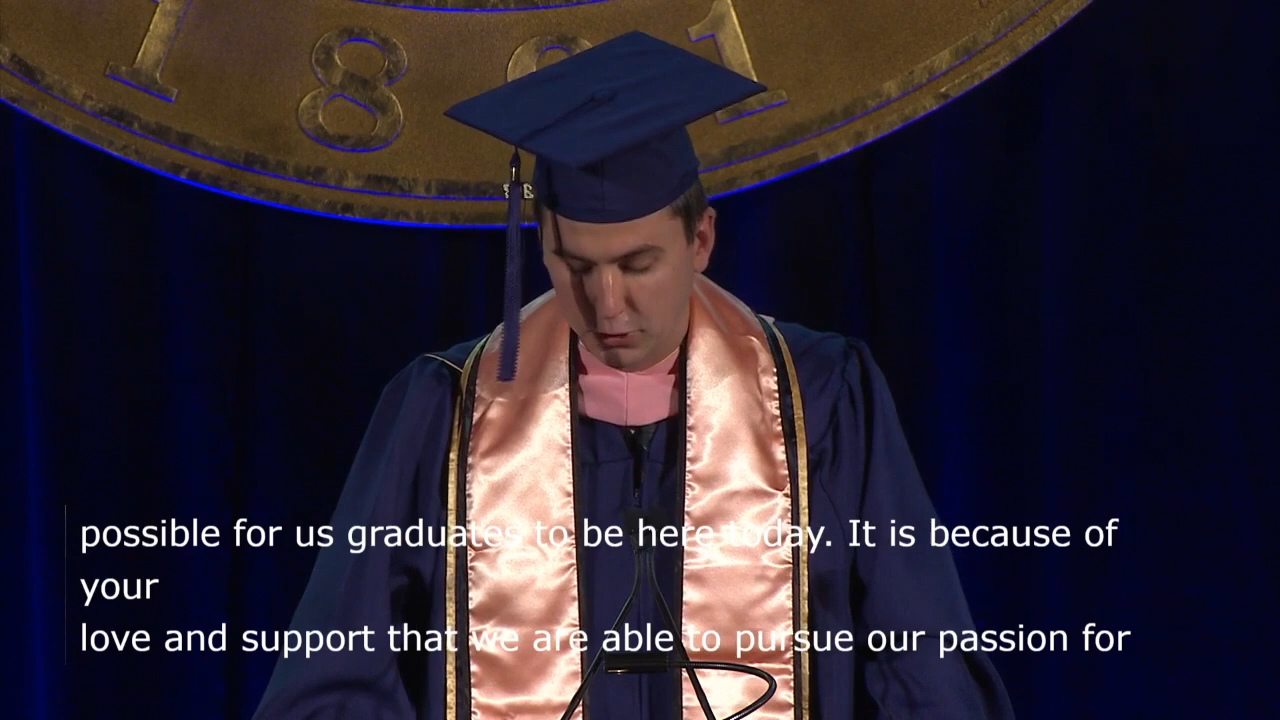 1891
possible for us graduates to be here today. It is because of
your
love and support that we are able to pursue our passion for